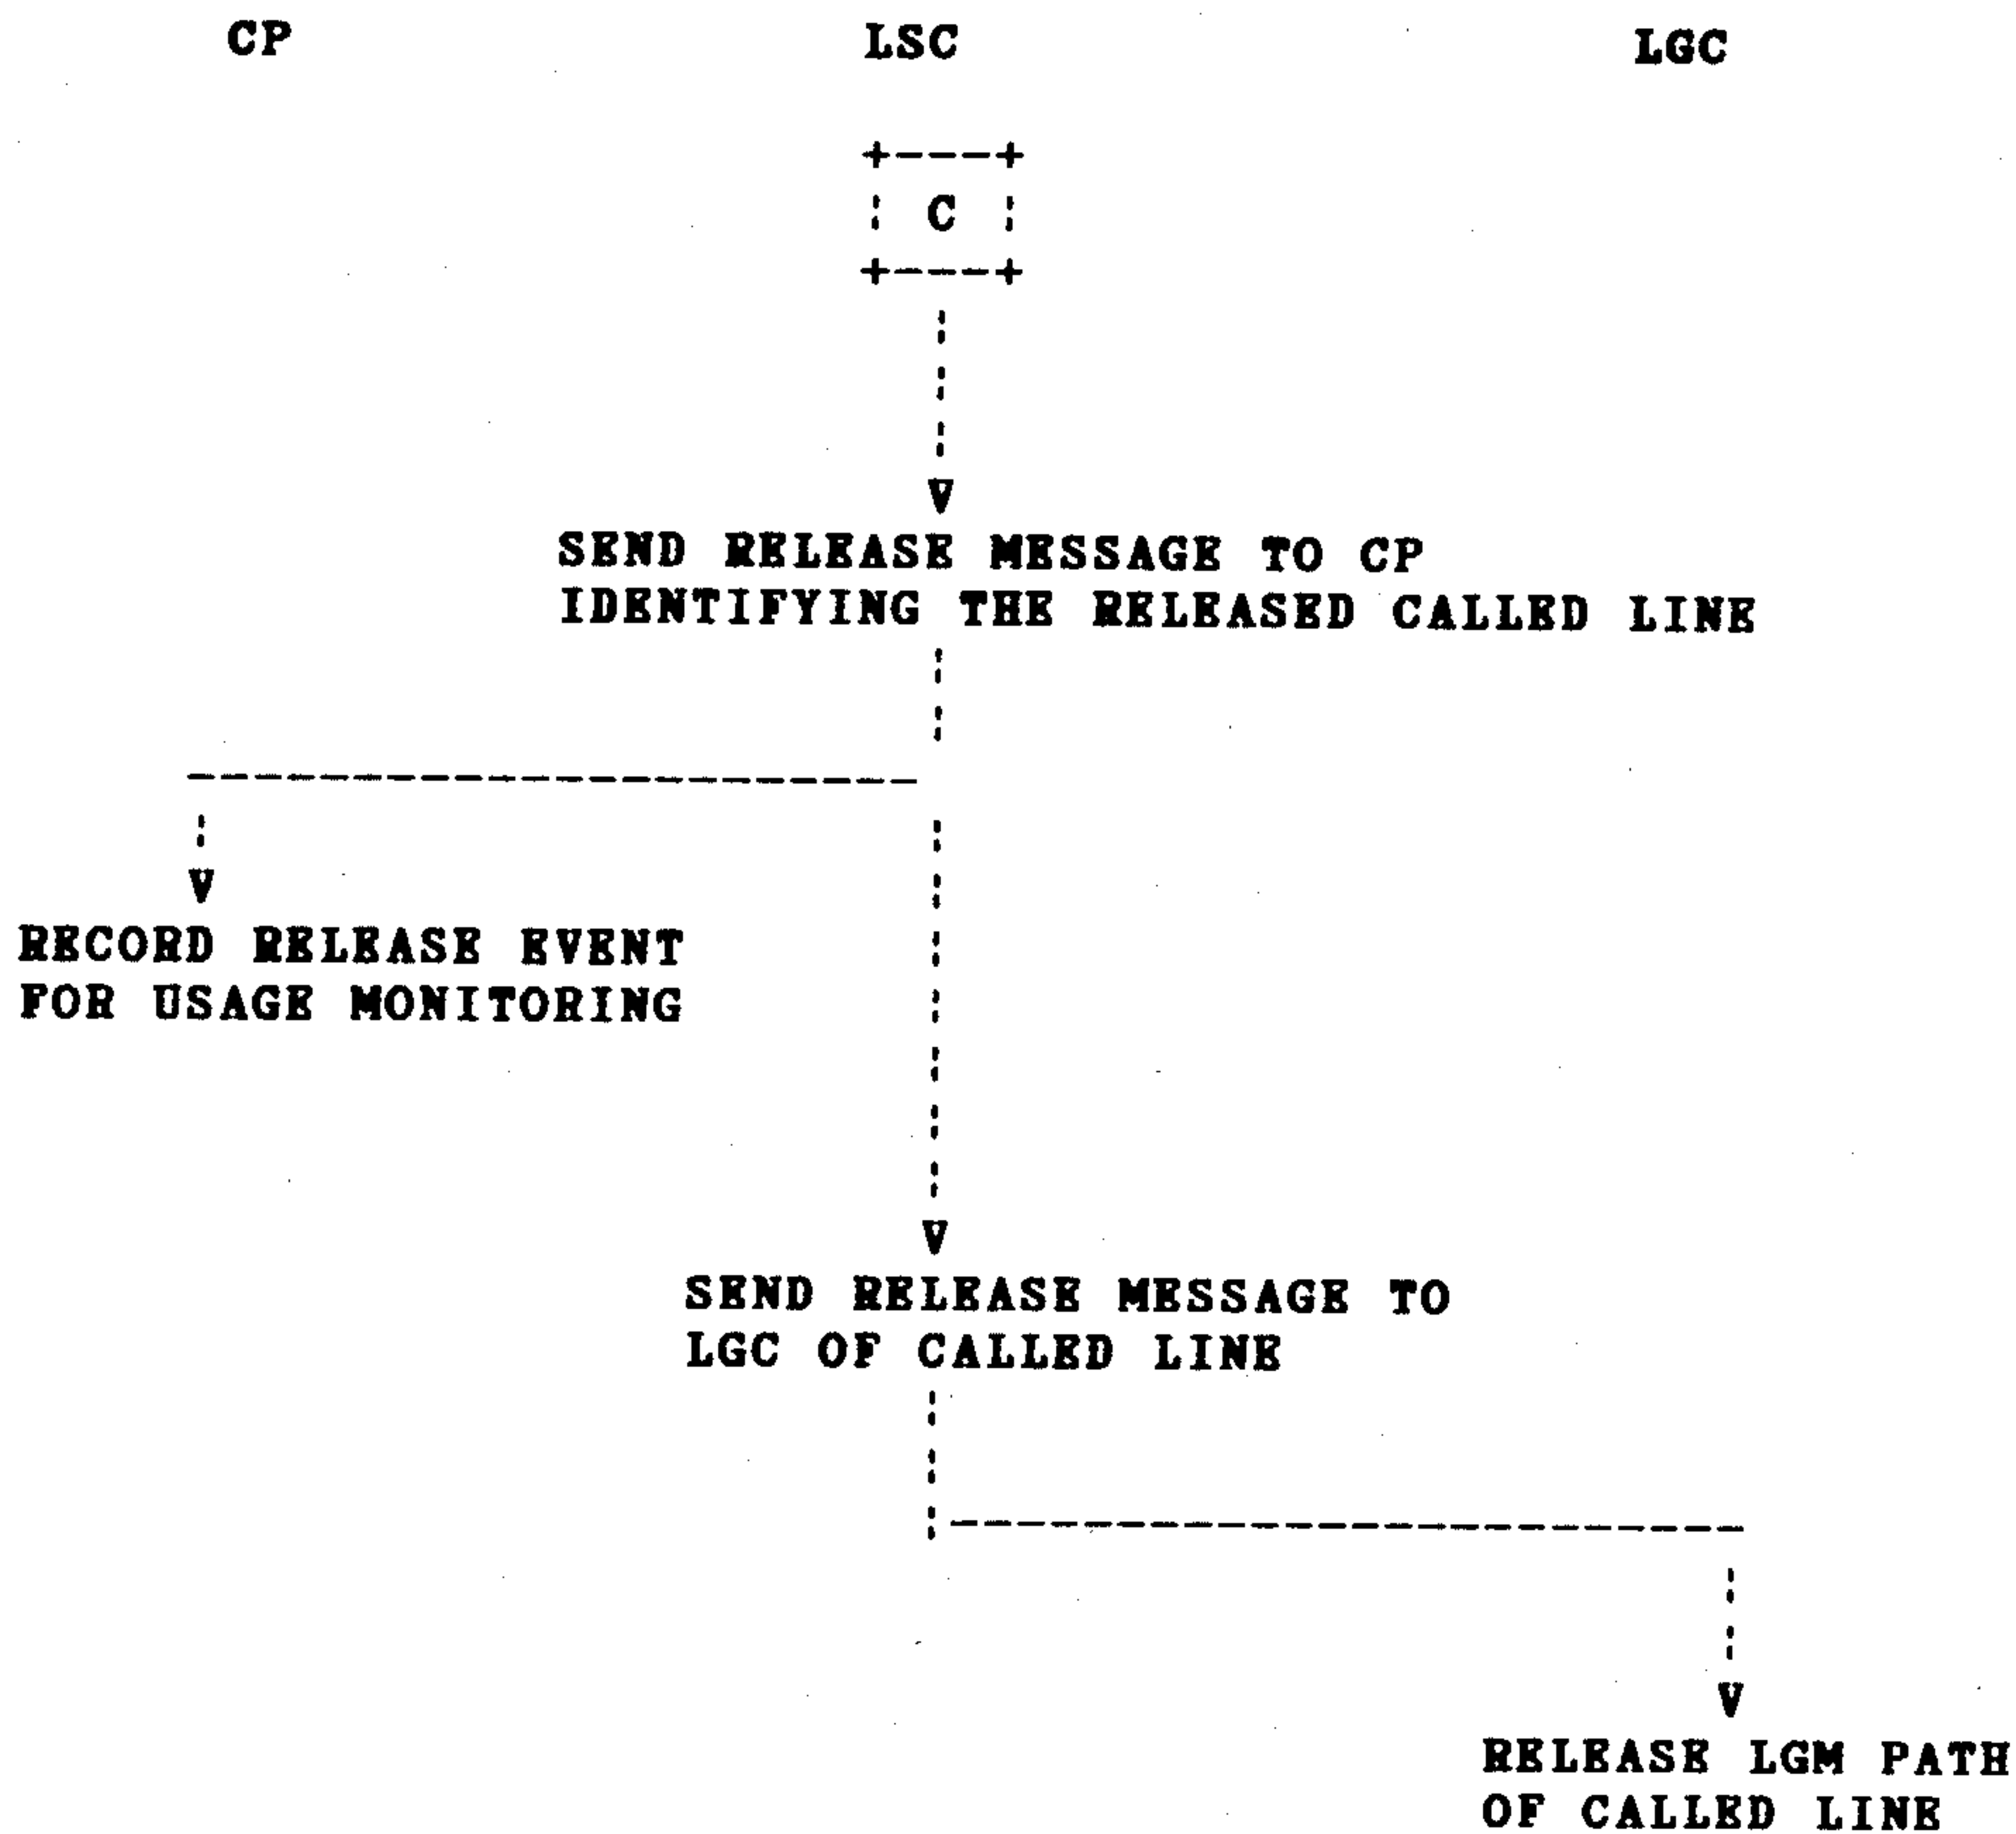 CP LSC LGC
C
SEND RELEASE MESSAGE TO CP
IDENTIFYING THE RELEASED CALLED LINE
RECORD RELEASE EVENT
FOR USAGE MONITORING
SEND RELEASE MESSAGE TO
LGC OF CALLED LINE
RELEASE LGM PATH
OF CALLED LINE